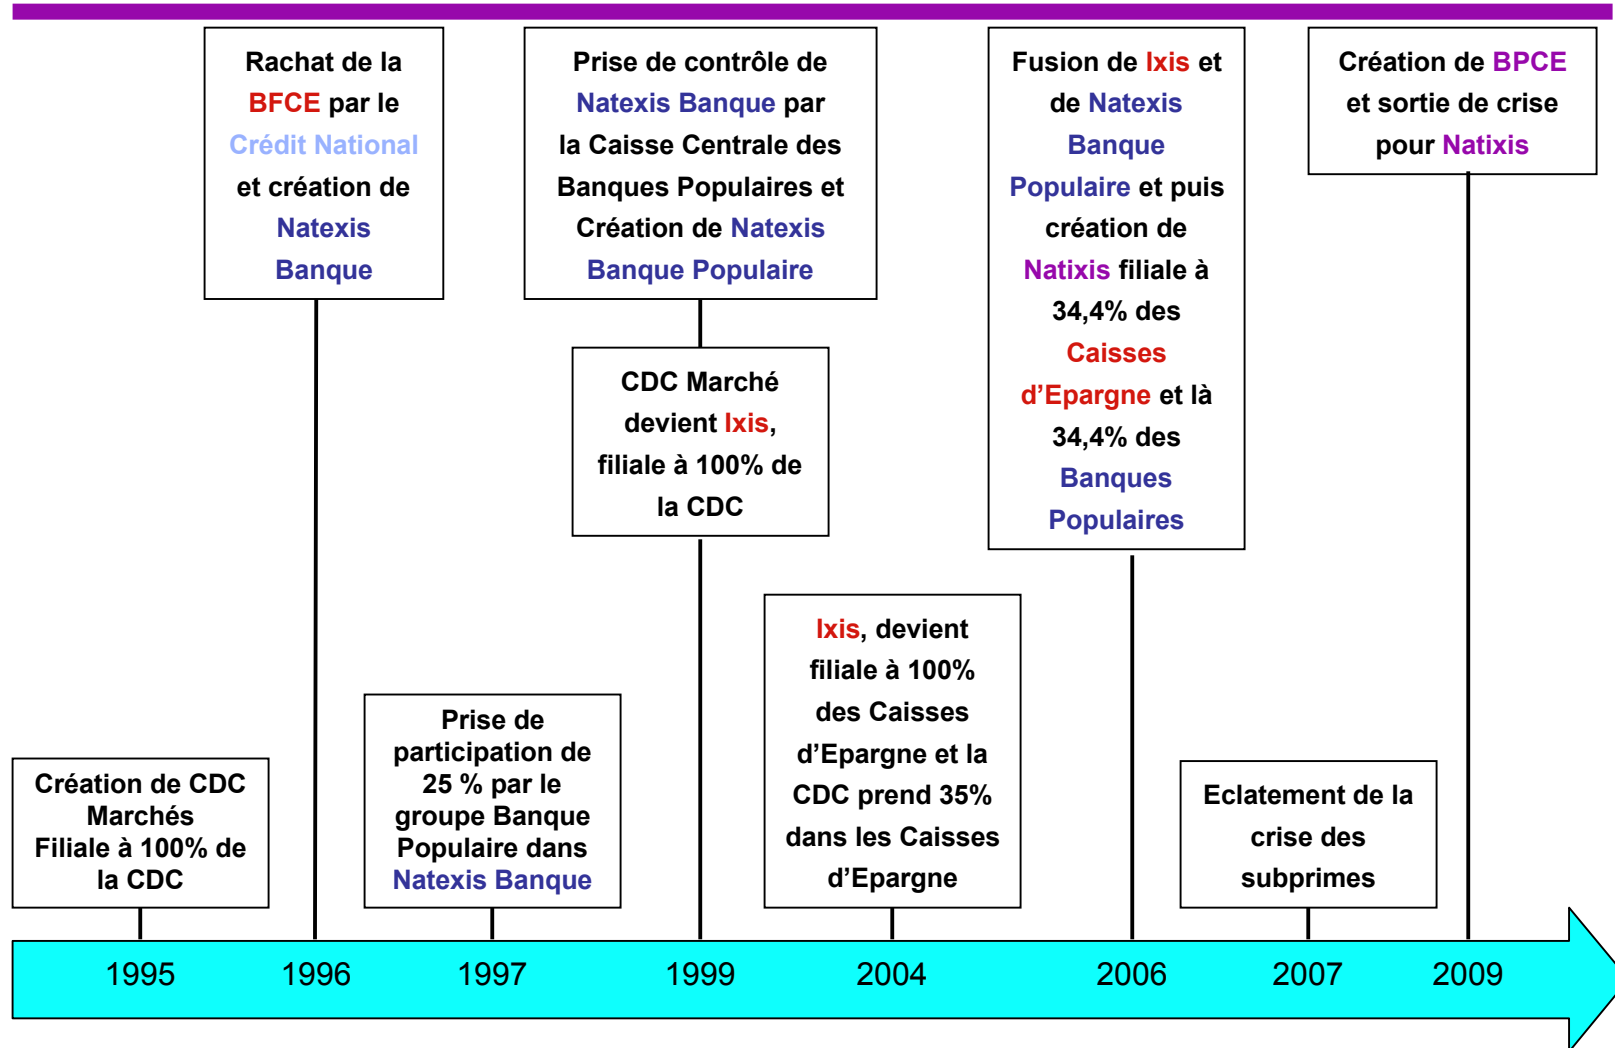 Rachat de la
BFCE par le
Crédit National
et création de
Natexis
Banque
Prise de contrôle de
Natexis Banque par
la Caisse Centrale des
Banques Populaires et
Création de Natexis
Banque Populaire
Fusion de Ixis et
de Natexis
Banque
Populaire et puis
création de
Natixis filiale à
34,4% des
Caisses
d’Epargne et là
34,4% des
Banques
Populaires
Création de BPCE
et sortie de crise
pour Natixis
CDC Marché
devient Ixis,
filiale à 100% de
la CDC
Ixis, devient
filiale à 100%
des Caisses
d’Epargne et la
CDC prend 35%
dans les Caisses
d’Epargne
Création de CDC
Marchés
Filiale à 100% de
la CDC
Prise de
participation de
25 % par le
groupe Banque
Populaire dans
Natexis Banque
Eclatement de la
crise des
subprimes
1995 1996 1997 1999 2004 2006 2007 2009